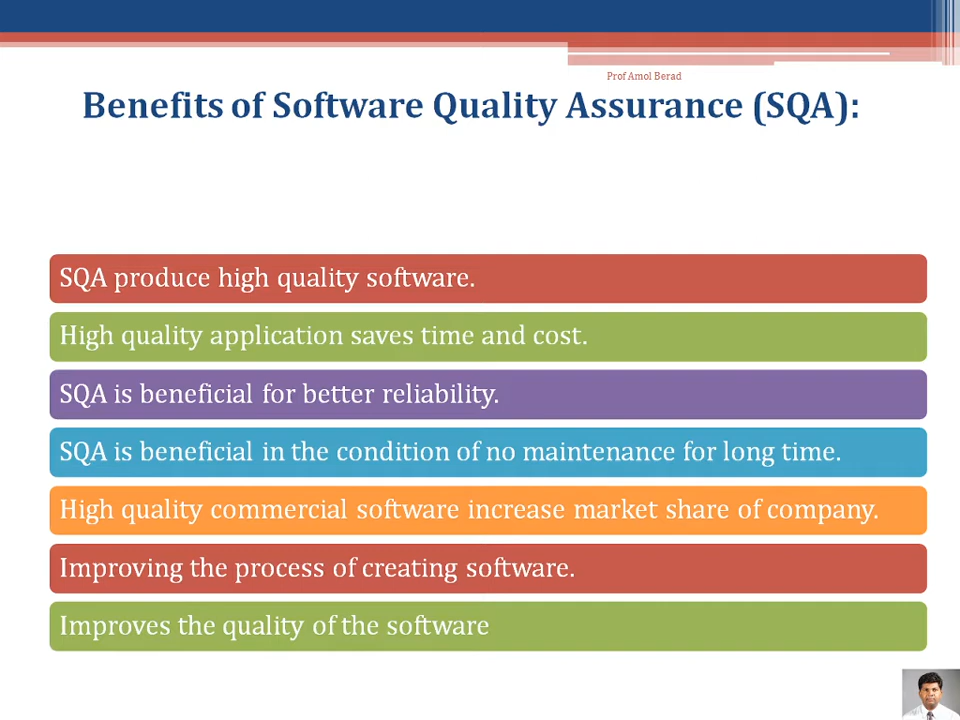 Prof Amol Berad
Benefits of Software Quality Assurance (SQA):
SQA produce high quality software.
High quality application saves time and cost.
SQA is beneficial for better reliability.
SQA is beneficial in the condition of no maintenance for long time.
High quality commercial software increase market share of company.
Improving the process of creating software.
Improves the quality of the software